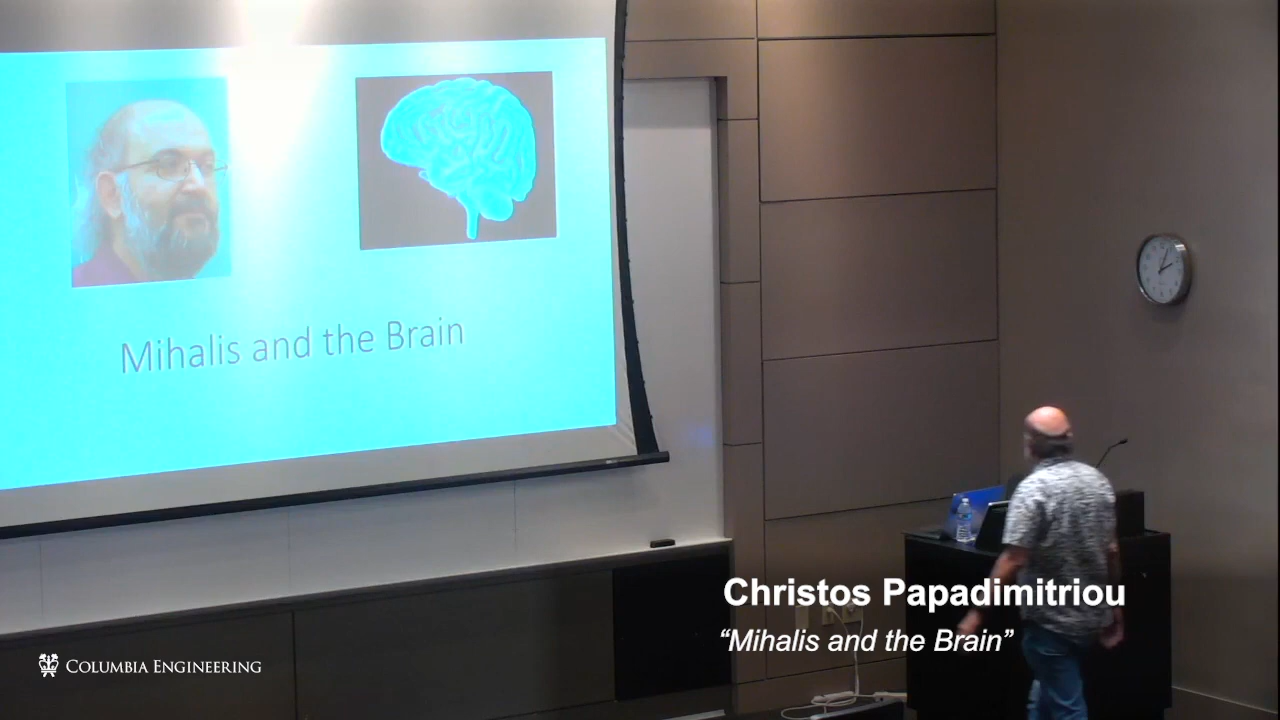 Mihalis and the Brain
Christos Papadimitriou
“Mihalis and the Brain”
COLUMBIA ENGINEERING